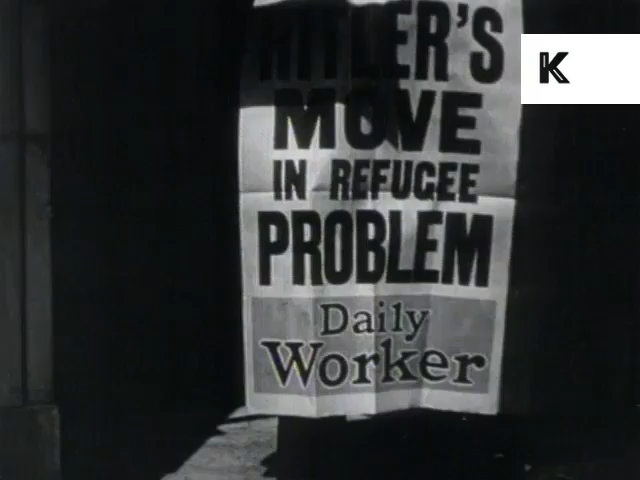 HITLER'S
MOVE
IN REFUGEE
PROBLEM
Daily
Worker
K